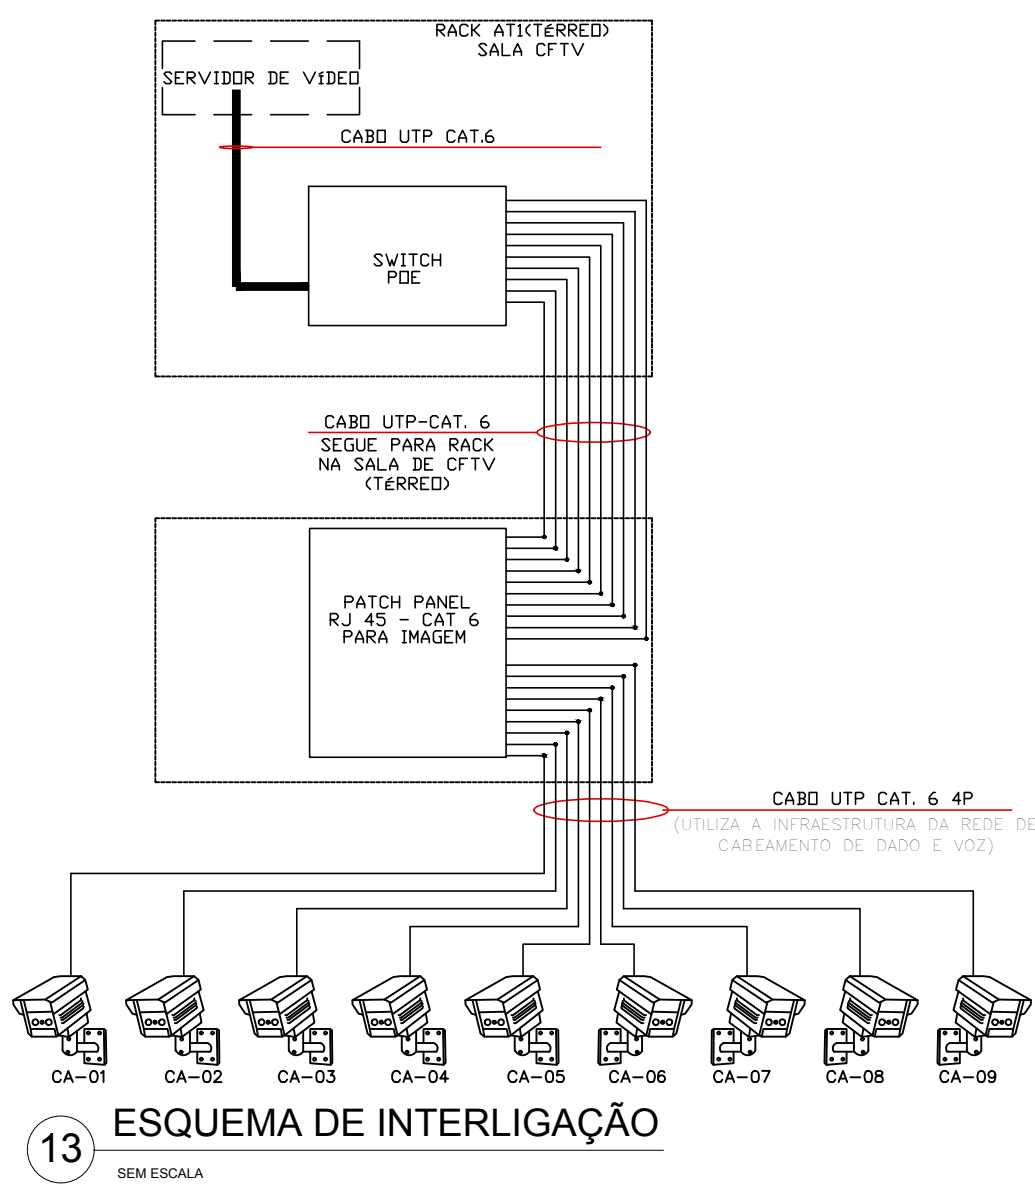 RACK AT1(TéRREO)
SALA CFTV
SERVIDOR DE VíDEO
CABO UTP CAT.6
SWITCH
POE
CABO UTP-CAT. 6
SEGUE PARA RACK
NA SALA DE CFTV
(TéRREO)
PATCH PANEL
RJ 45 - CAT 6
PARA IMAGEM
CABO UTP CAT. 6 4P
(UTILIZA A INFRAESTRUTURA DA REDE DE
CABEAMENTO DE DADO E VOZ)
CA-01
CA-02
CA-03
CA-04
CA-05
CA-06
CA-07
CA-08
CA-09
13
ESQUEMA DE INTERLIGAÇÃO
SEM ESCALA